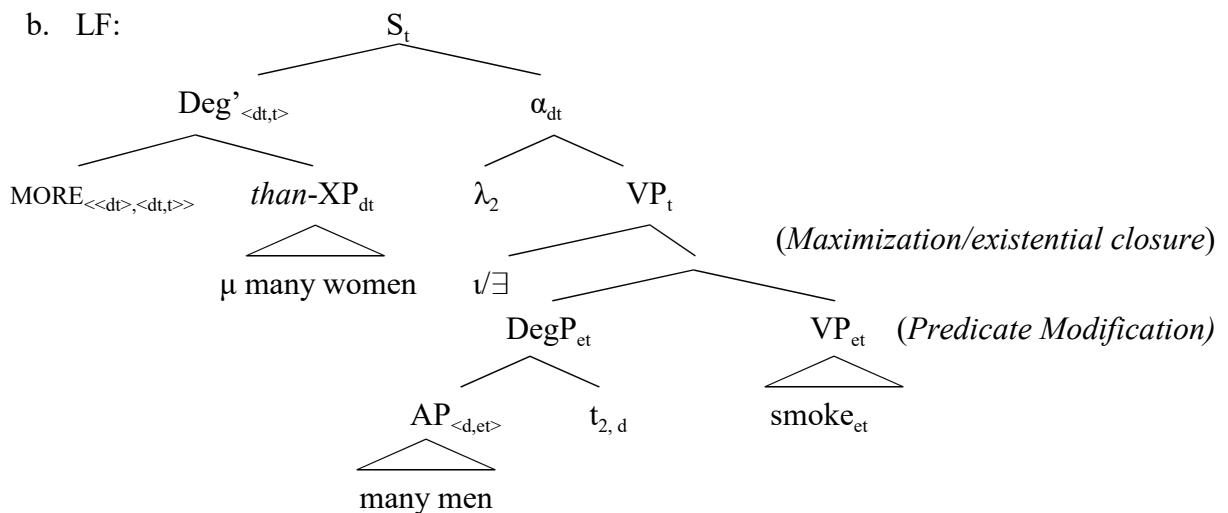 b. LF: S_t
Deg’_<dt,t> α_dt
MORE_<<dt>,<dt,t>> than-XP_dt λ_2 VP_t
(Maximization/existential closure)
μ many women ι/∃
DegP_et VP_et (Predicate Modification)
AP_<d,et> t_2, d smoke_et
many men